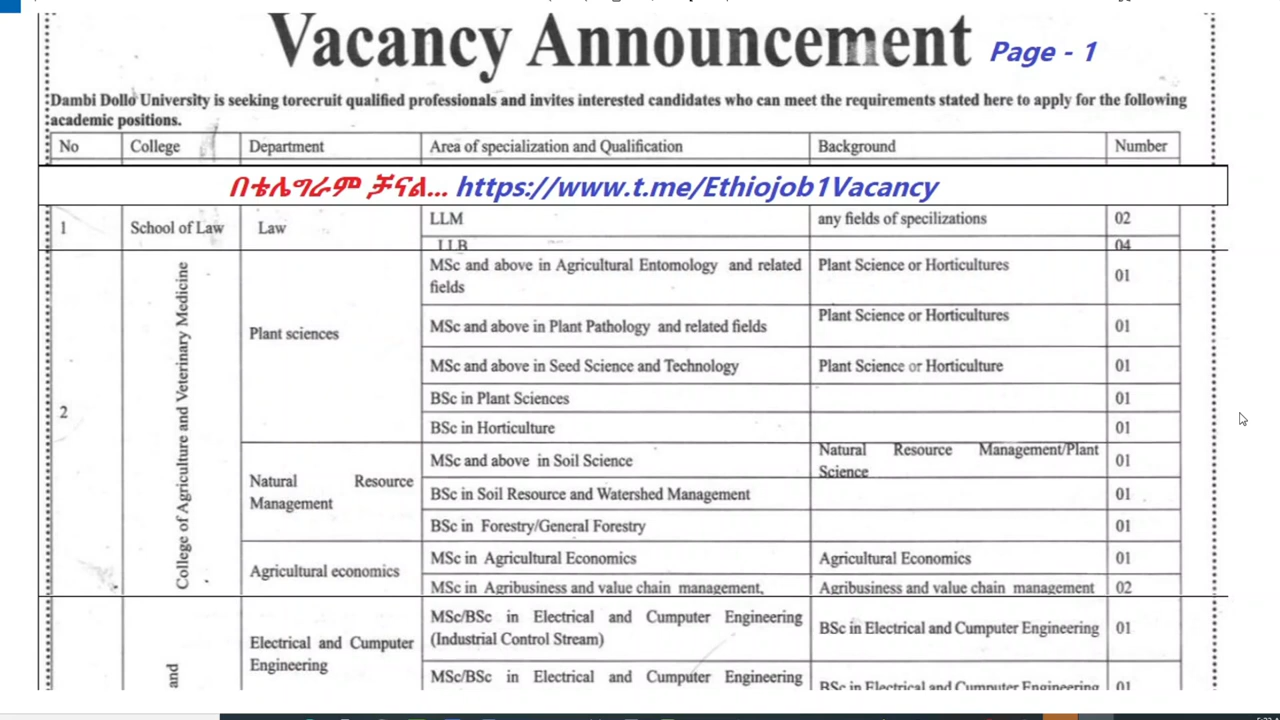 Vacancy Announcement Page - 1
Dambi Dollo University is seeking torecruit qualified professionals and invites interested candidates who can meet the requirements stated here to apply for the following
academic positions.
No College Department Area of specialization and Qualification Background Number
በቴሌግራም ቻናል... https://www.t.me/Ethiojob1Vacancy
1 School of Law Law LLM any fields of specilizations 02
LLB 04
2 College of Agriculture and Veterinary Medicine
Plant sciences
MSc and above in Agricultural Entomology and related
fields
Plant Science or Horticultures 01
MSc and above in Plant Pathology and related fields Plant Science or Horticultures 01
MSc and above in Seed Science and Technology Plant Science or Horticulture 01
BSc in Plant Sciences 01
BSc in Horticulture 01
Natural Resource
Management
MSc and above in Soil Science
Natural Resource Management/Plant
Science
01
BSc in Soil Resource and Watershed Management 01
BSc in Forestry/General Forestry 01
Agricultural economics
MSc in Agricultural Economics Agricultural Economics 01
MSc in Agribusiness and value chain management, Agribusiness and value chain management 02
and
Electrical and Cumputer
Engineering
MSc/BSc in Electrical and Cumputer Engineering
(Industrial Control Stream)
BSc in Electrical and Cumputer Engineering 01
MSc/BSc in Electrical and Cumputer Engineering
BSc in Electrical and Cumputer Engineering 01